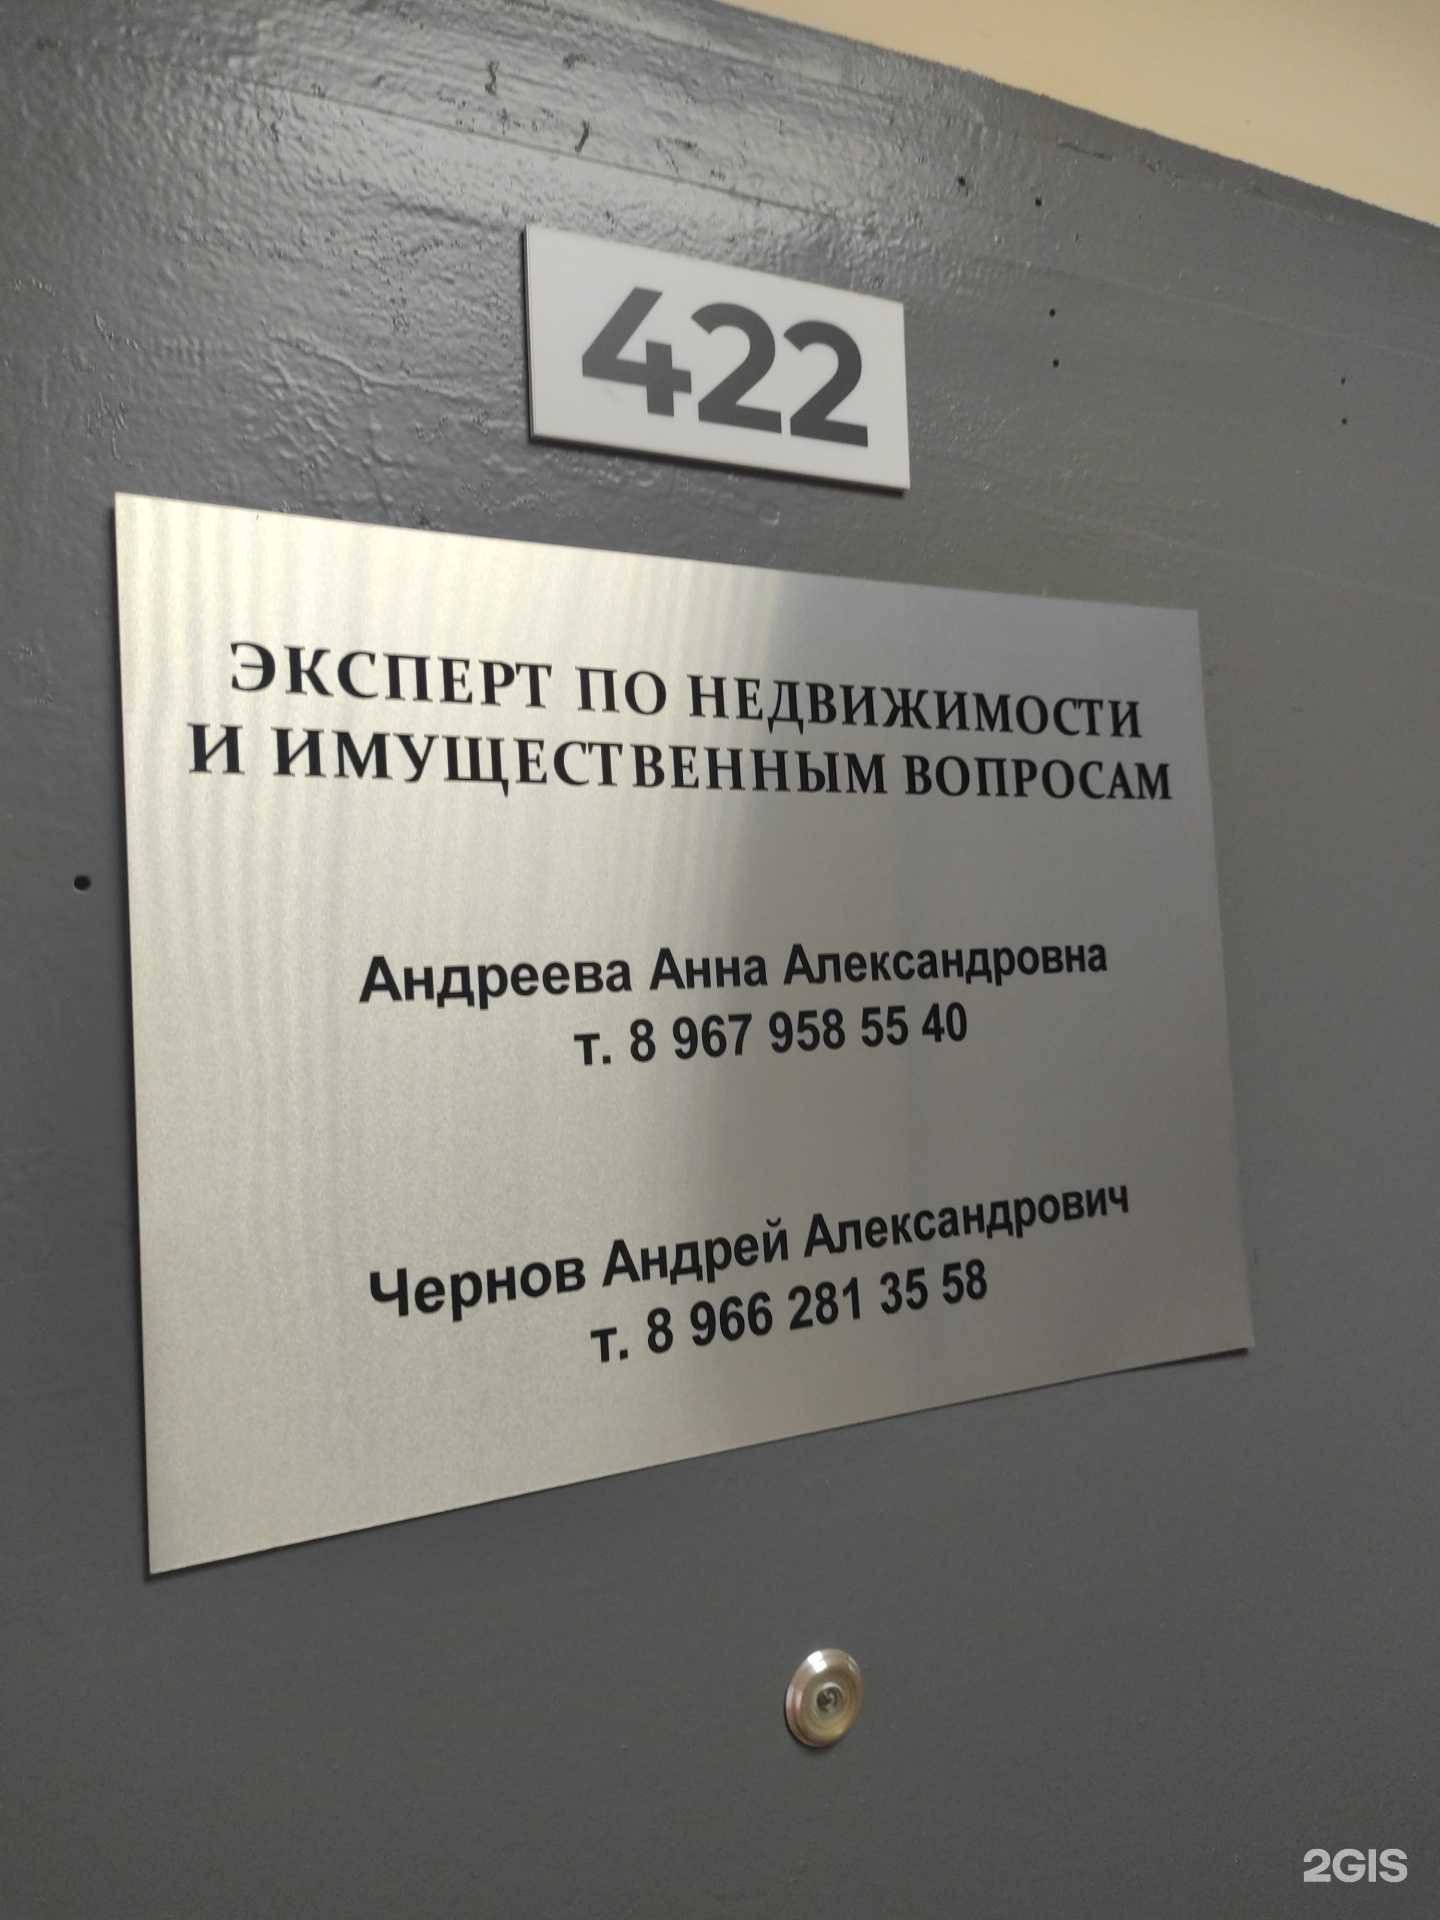 422
ЭКСПЕРТ ПО НЕДВИЖИМОСТИ
И ИМУЩЕСТВЕННЫМ ВОПРОСАМ
Андреева Анна Александровна
т. 8 967 958 55 40
Чернов Андрей Александрович
т. 8 966 281 35 58
2GIS